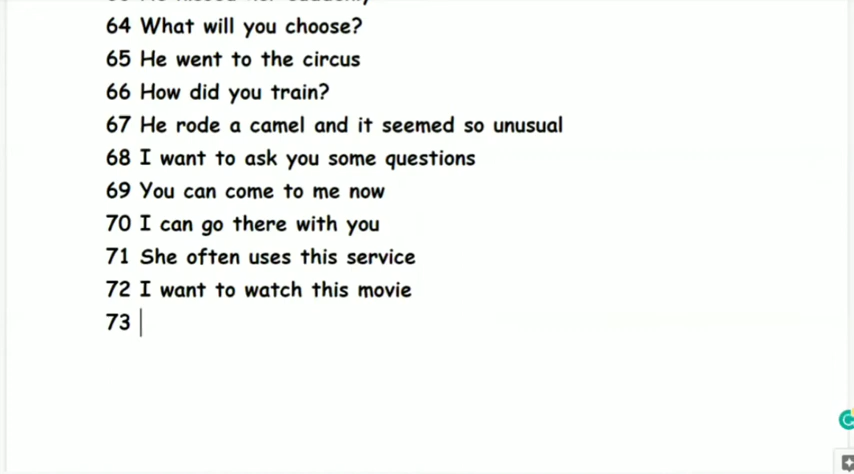 64 What will you choose?
65 He went to the circus
66 How did you train?
67 He rode a camel and it seemed so unusual
68 I want to ask you some questions
69 You can come to me now
70 I can go there with you
71 She often uses this service
72 I want to watch this movie
73